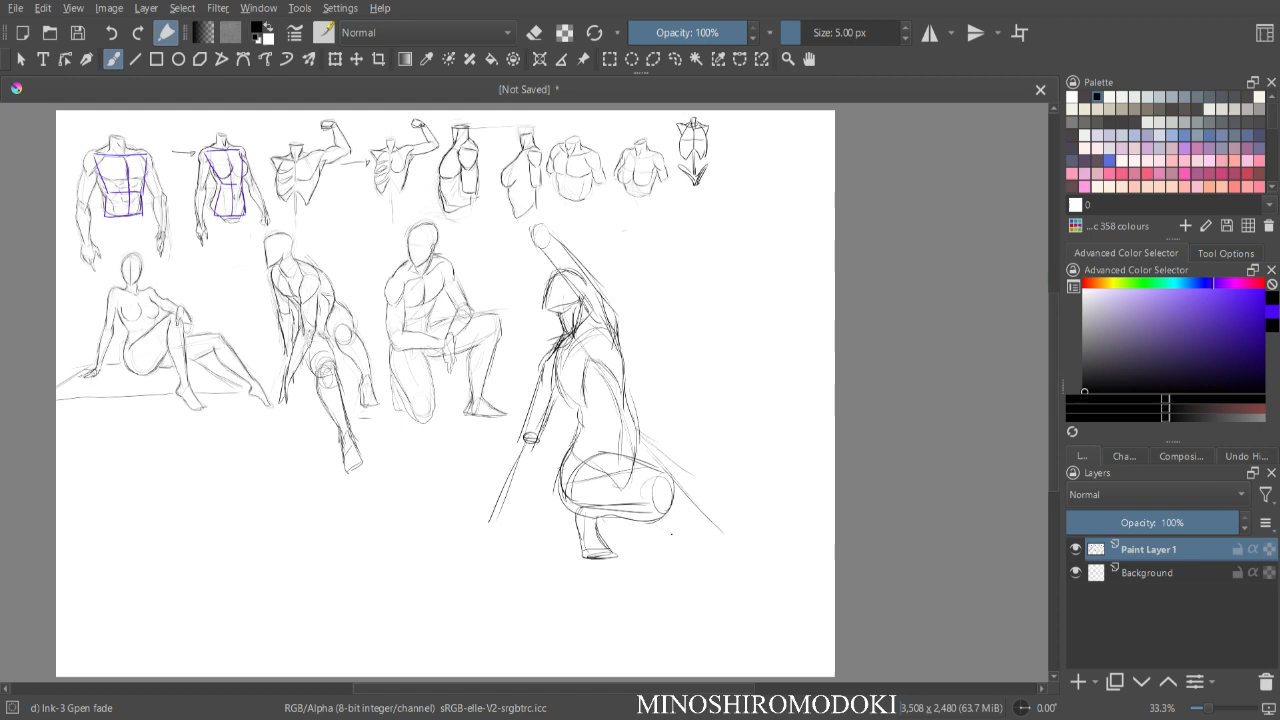 File Edit View Image Layer Select Filter Window Tools Settings Help
Normal Opacity: 100% Size: 5.00 px
[Not Saved] *
Palette
0
...c 358 colours
Advanced Color Selector Tool Options
Advanced Color Selector
L... Cha... Composi... Undo Hi...
Layers
Normal
Opacity: 100%
Paint Layer 1
Background
d) Ink-3 Gpen fade RGB/Alpha (8-bit integer/channel) sRGB-elle-V2-srgbtrc.icc MINOSHIROMODOKI 3,508 x 2,480 (63.7 MiB) 0.00° 33.3%